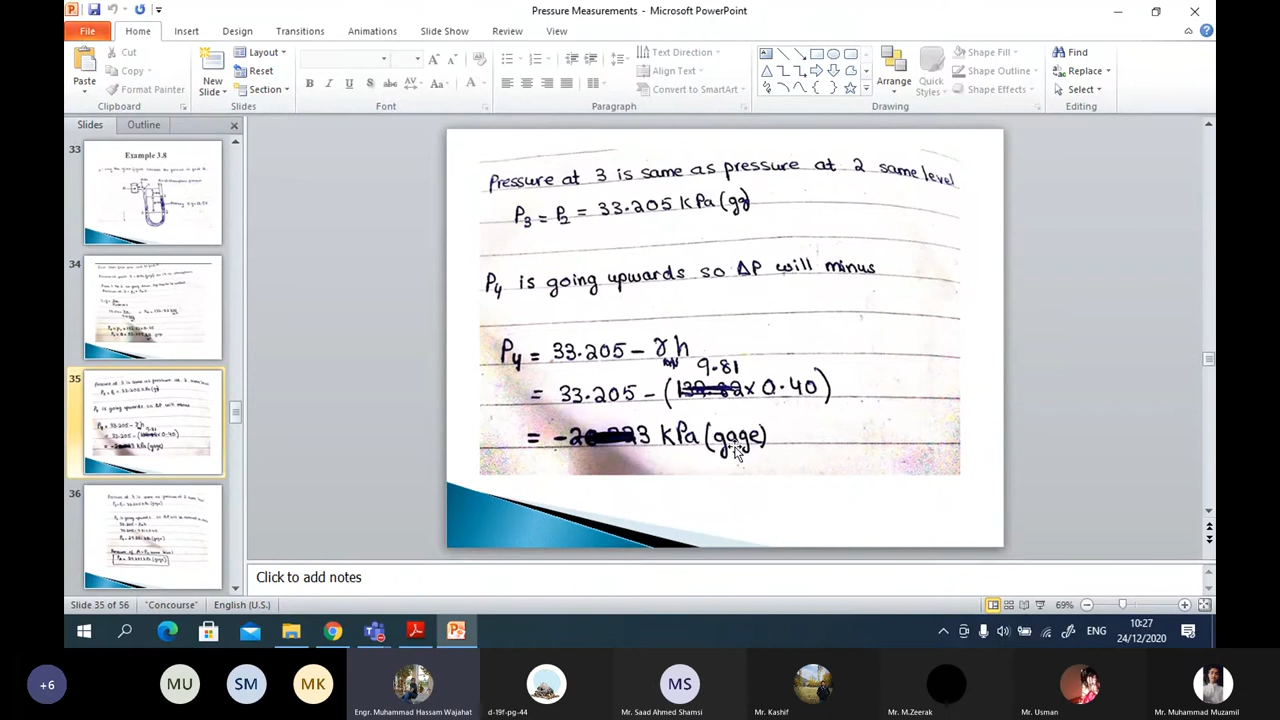 Pressure Measurements - Microsoft PowerPoint
File Home Insert Design Transitions Animations Slide Show Review View
Cut
Copy
Format Painter
Paste
Clipboard
New Slide
Layout
Reset
Section
Slides
Font
Paragraph
Text Direction
Align Text
Convert to SmartArt
Arrange
Quick Styles
Shape Fill
Shape Outline
Shape Effects
Drawing
Find
Replace
Select
Editing
Slides Outline
33
Example 3.8
34
35
36
Pressure at 3 is same as pressure at 2 same level
P3 = P2 = 33.205 KPa (gg)
P4 is going upwards so ΔP will minus
P4 = 33.205 - γh
9.81
= 33.205 - ( x 0.40)
= 3 kPa (gage)
Click to add notes
Slide 35 of 56 "Concourse" English (U.S.) 69%
ENG
10:27
24/12/2020
+6 MU SM MK MS
Engr. Muhammad Hassam Wajahat
d-19f-pg-44
Mr. Saad Ahmed Shamsi
Mr. Kashif
Mr. M.Zeerak
Mr. Usman
Mr. Muhammad Muzamil